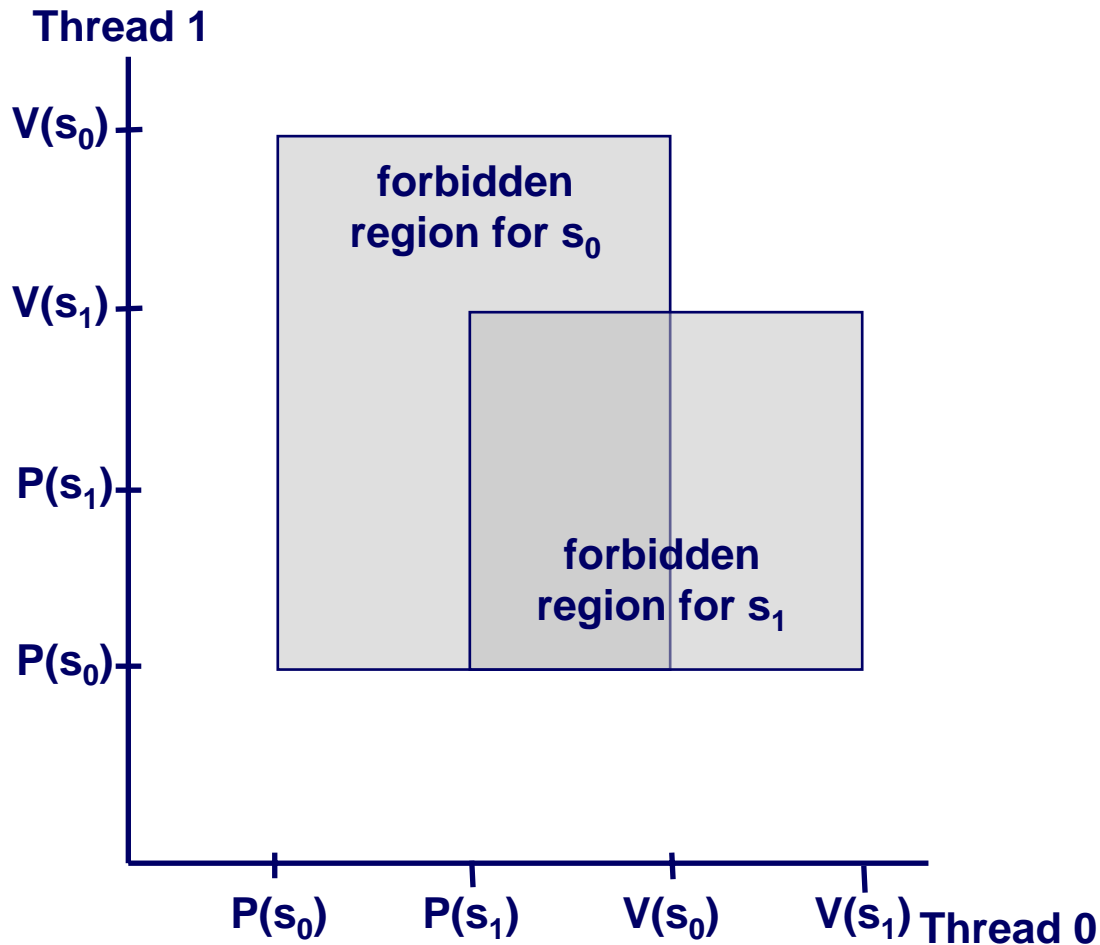 Thread 1
V(s₀)
forbidden
region for s₀
V(s₁)
P(s₁)
forbidden
region for s₁
P(s₀)
P(s₀) P(s₁) V(s₀) V(s₁) Thread 0